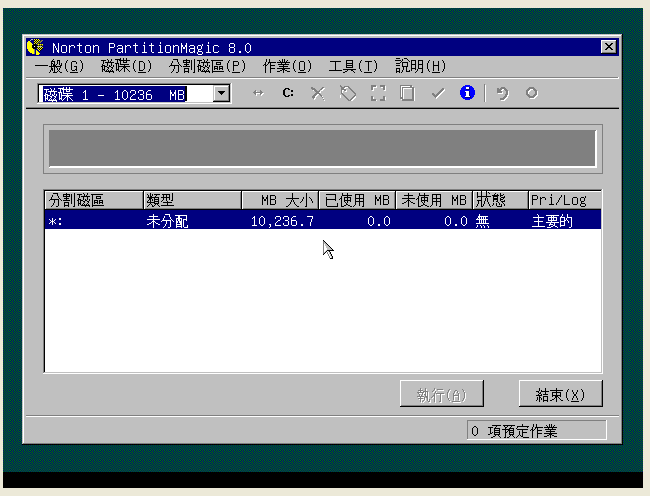 Norton PartitionMagic 8.0
一般(G) 磁碟(D) 分割磁區(P) 作業(O) 工具(I) 說明(H)
磁碟 1 - 10236 MB C:
分割磁區 類型 MB 大小 已使用 MB 未使用 MB 狀態 Pri/Log
*: 未分配 10,236.7 0.0 0.0 無 主要的
執行(A) 結束(X)
0 項預定作業